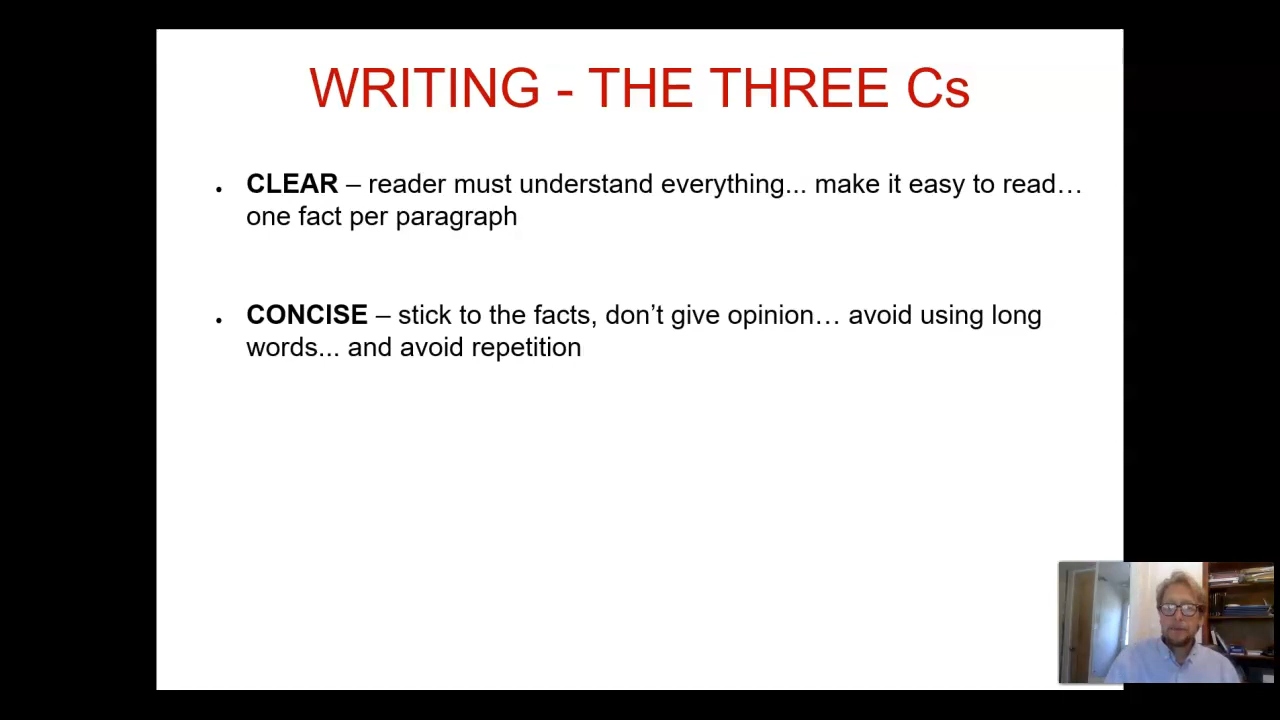 WRITING - THE THREE Cs
• CLEAR – reader must understand everything... make it easy to read…
one fact per paragraph
• CONCISE – stick to the facts, don’t give opinion… avoid using long
words... and avoid repetition